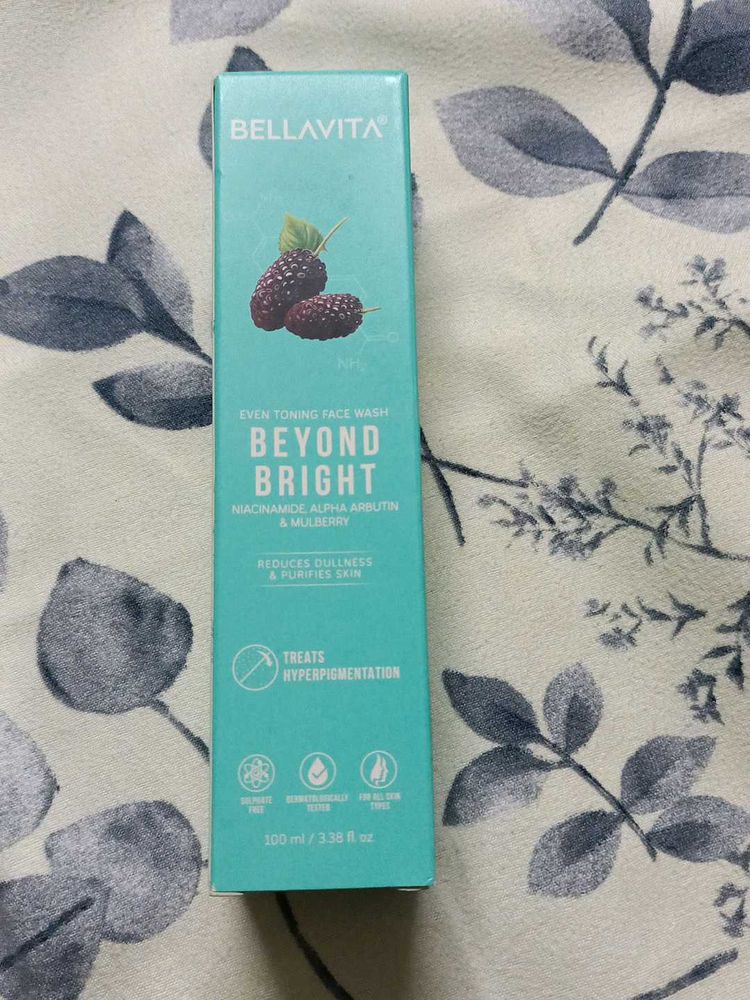 BELLAVITA®
NH₂
EVEN TONING FACE WASH
BEYOND
BRIGHT
NIACINAMIDE, ALPHA ARBUTIN
& MULBERRY
REDUCES DULLNESS
& PURIFIES SKIN
TREATS
HYPERPIGMENTATION
SULPHATE
FREE
DERMATOLOGICALLY
TESTED
FOR ALL SKIN
TYPES
100 ml / 3.38 fl. oz